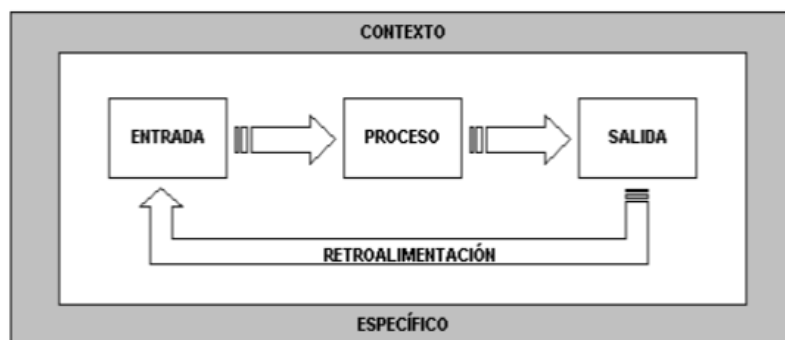 CONTEXTO
ENTRADA
PROCESO
SALIDA
RETROALIMENTACIÓN
ESPECÍFICO